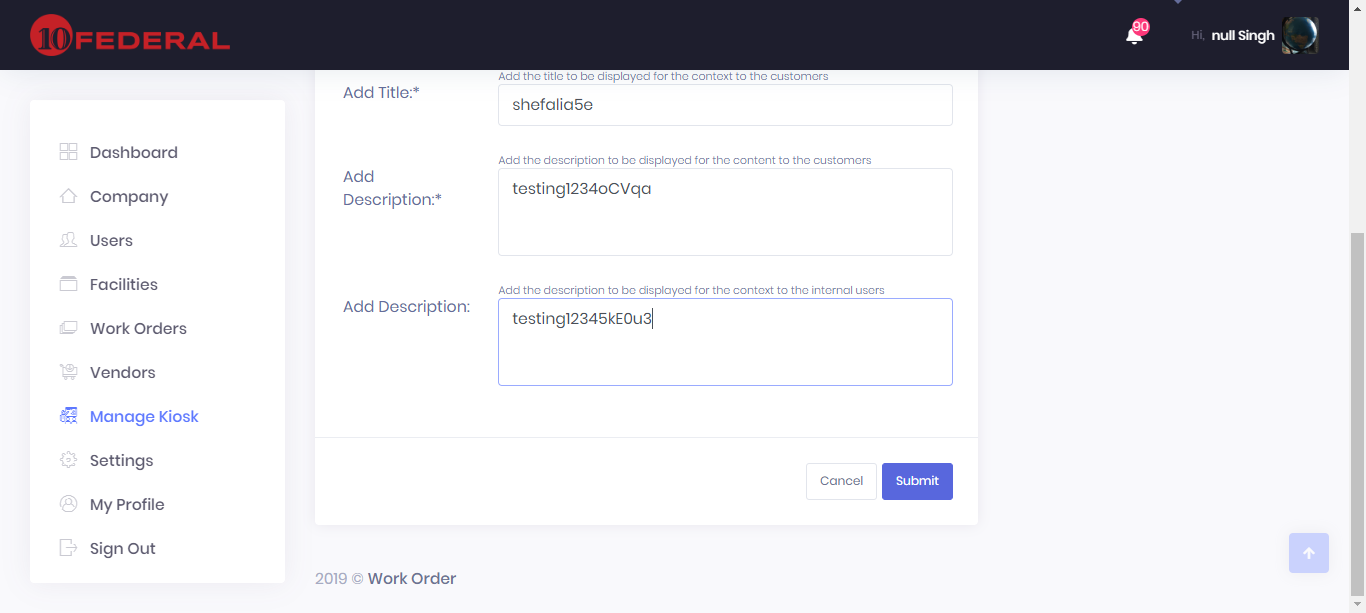 10 FEDERAL
90
Hi, null Singh
Dashboard
Company
Users
Facilities
Work Orders
Vendors
Manage Kiosk
Settings
My Profile
Sign Out
Add the title to be displayed for the context to the customers
Add Title:*
shefalia5e
Add the description to be displayed for the content to the customers
Add
Description:*
testing1234oCVqa
Add the description to be displayed for the context to the internal users
Add Description:
testing12345kE0u3
Cancel
Submit
2019 © Work Order